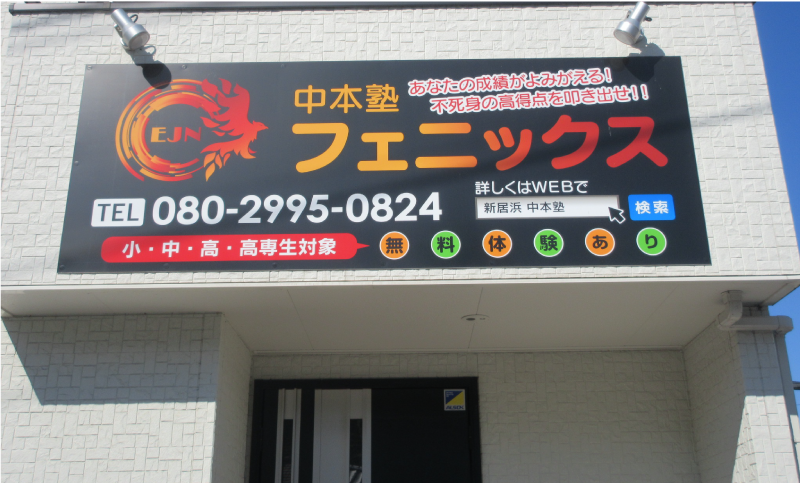 EJN
中本塾
あなたの成績がよみがえる!
不死身の高得点を叩き出せ!!
フェニックス
TEL 080-2995-0824
詳しくはWEBで
新居浜 中本塾 検索
小・中・高・高専生対象
無料体験あり